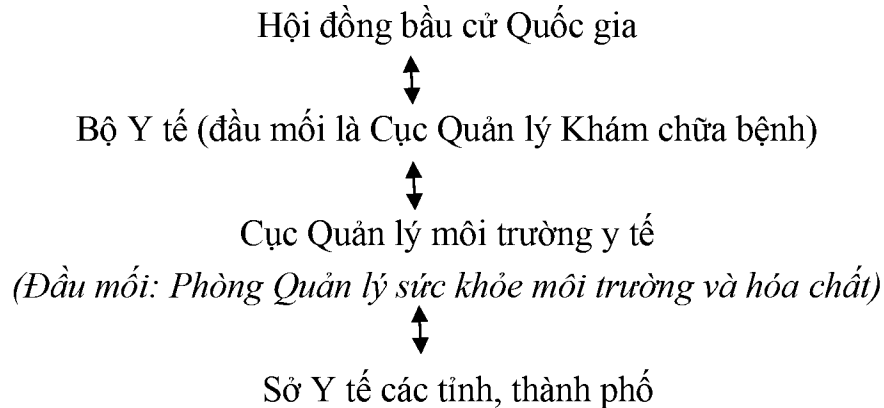 Hội đồng bầu cử Quốc gia
Bộ Y tế (đầu mối là Cục Quản lý Khám chữa bệnh)
Cục Quản lý môi trường y tế
(Đầu mối: Phòng Quản lý sức khỏe môi trường và hóa chất)
Sở Y tế các tỉnh, thành phố